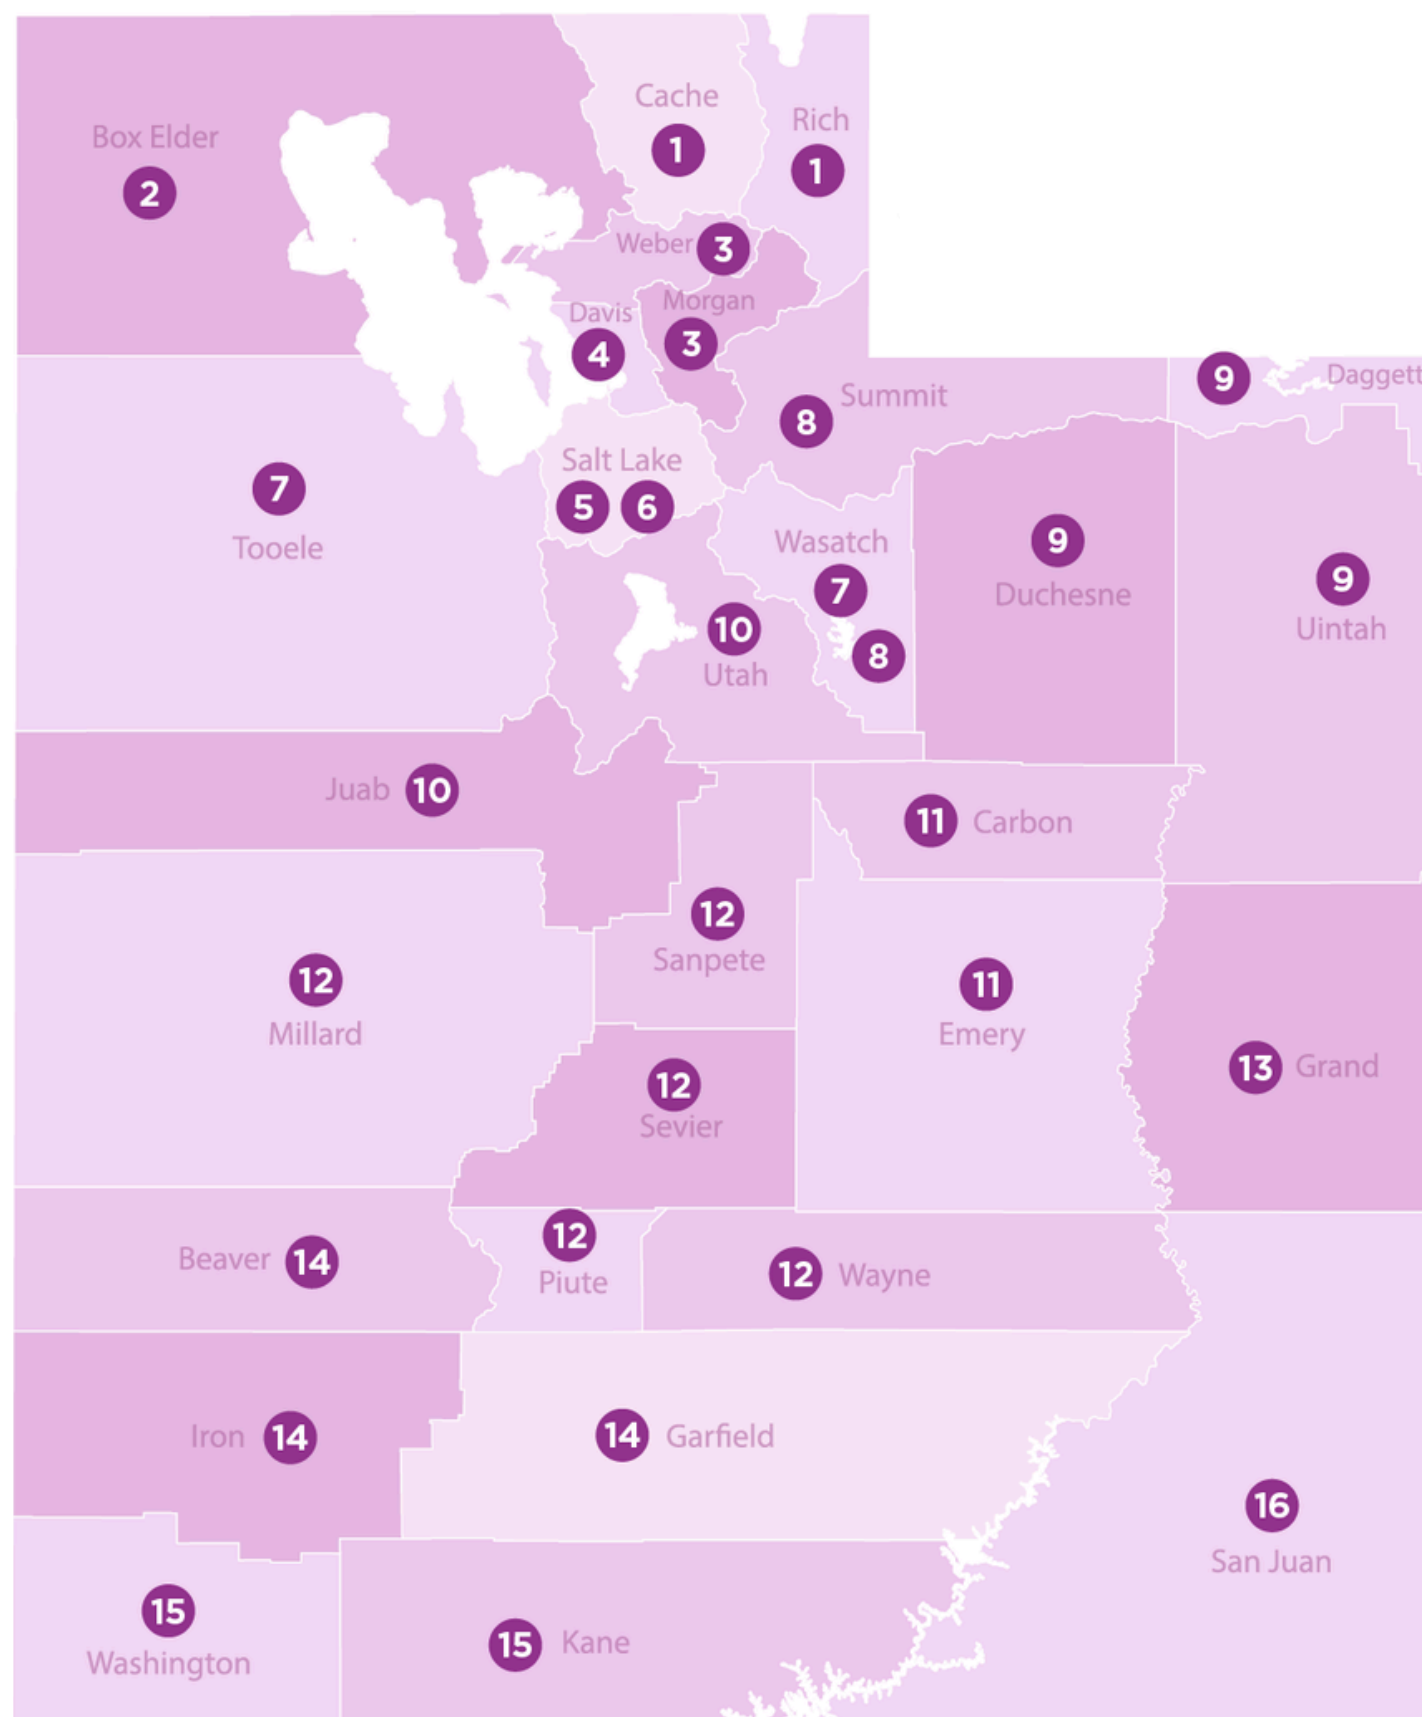 Cache
1
Rich
1
Box Elder
2
Weber 3
Morgan
3
Davis
4
Summit
8
9 Daggett
Salt Lake
5 6
7
Tooele
Wasatch
7
8
9
Duchesne
9
Uintah
10
Utah
Juab 10
11 Carbon
12
Sanpete
12
Millard
11
Emery
13 Grand
12
Sevier
Beaver 14
12
Piute
12 Wayne
Iron 14
14 Garfield
16
San Juan
15
Washington
15 Kane